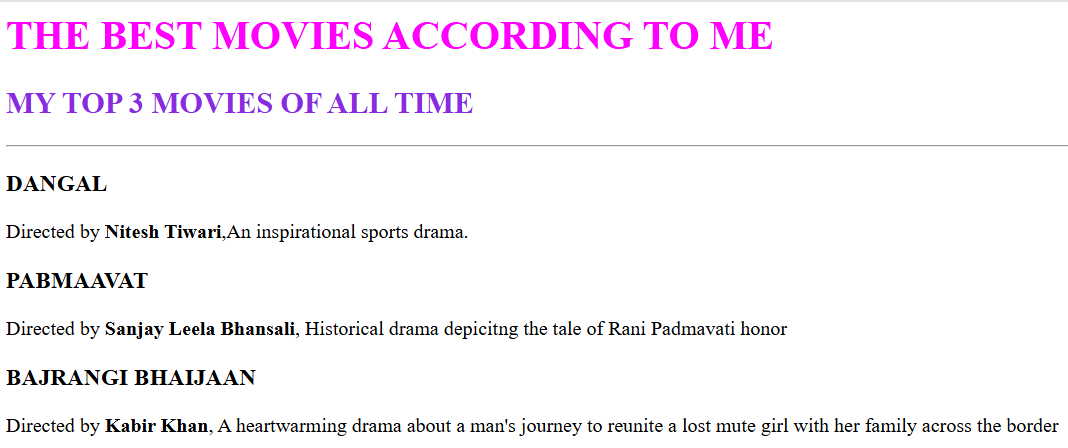 THE BEST MOVIES ACCORDING TO ME
MY TOP 3 MOVIES OF ALL TIME
DANGAL
Directed by Nitesh Tiwari,An inspirational sports drama.
PABMAAVAT
Directed by Sanjay Leela Bhansali, Historical drama depicitng the tale of Rani Padmavati honor
BAJRANGI BHAIJAAN
Directed by Kabir Khan, A heartwarming drama about a man's journey to reunite a lost mute girl with her family across the border